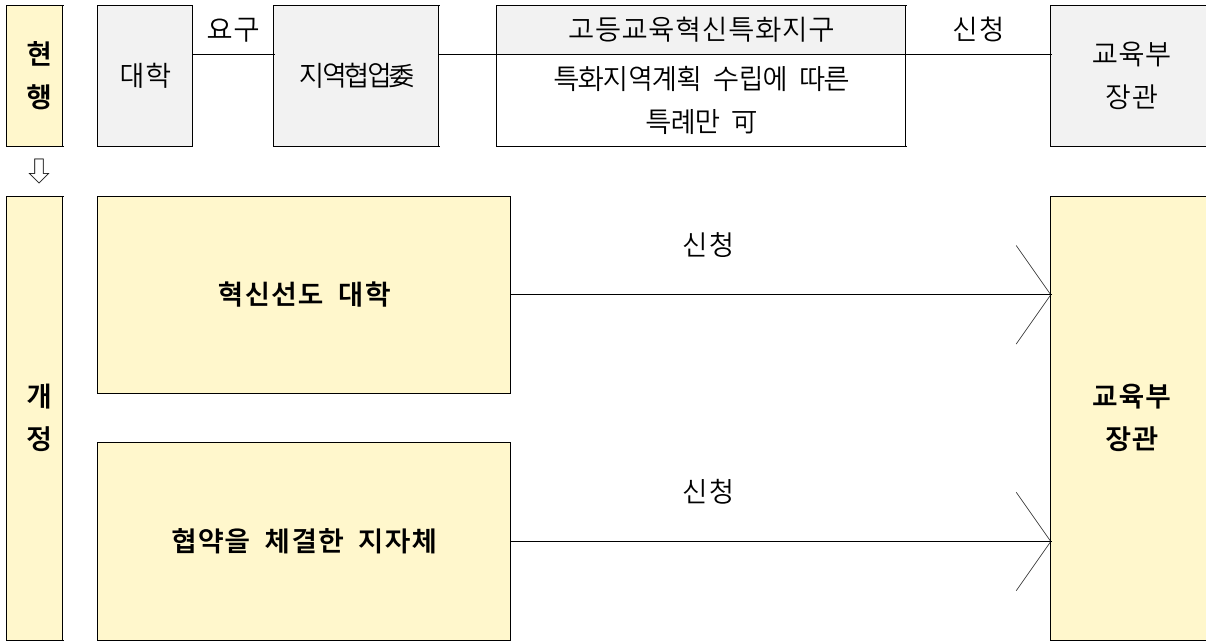 현
행
대학
요구
지역협업委
고등교육혁신특화지구
특화지역계획 수립에 따른
특례만 可
신청
교육부
장관
개
정
혁신선도 대학
신청
협약을 체결한 지자체
신청
교육부
장관